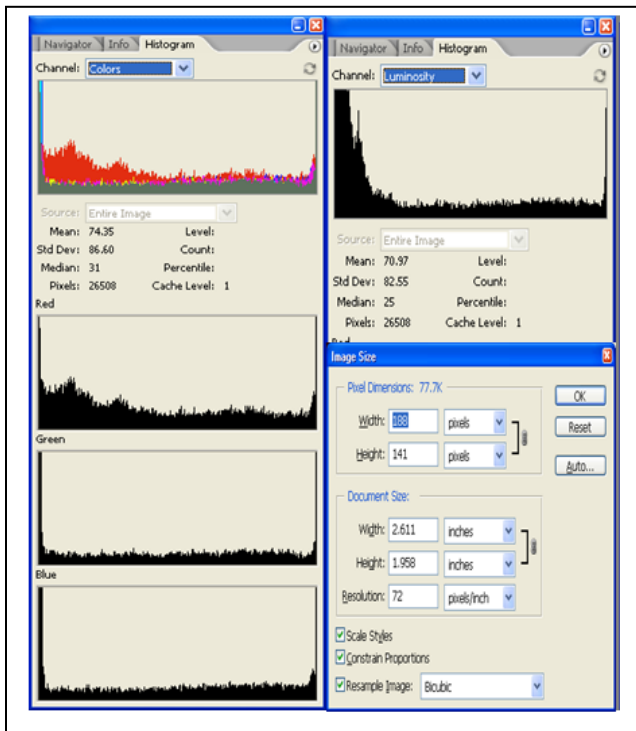 Navigator Info Histogram
Channel: Colors
Source: Entire Image
Mean: 74.35 Level:
Std Dev: 86.60 Count:
Median: 31 Percentile:
Pixels: 26508 Cache Level: 1
Red
Green
Blue
Navigator Info Histogram
Channel: Luminosity
Source: Entire Image
Mean: 70.97 Level:
Std Dev: 82.55 Count:
Median: 25 Percentile:
Pixels: 26508 Cache Level: 1
Red
Image Size
Pixel Dimensions: 77.7K
Width: 188 pixels
Height: 141 pixels
OK
Reset
Auto...
Document Size:
Width: 2.611 inches
Height: 1.958 inches
Resolution: 72 pixels/inch
Scale Styles
Constrain Proportions
Resample Image: Bicubic